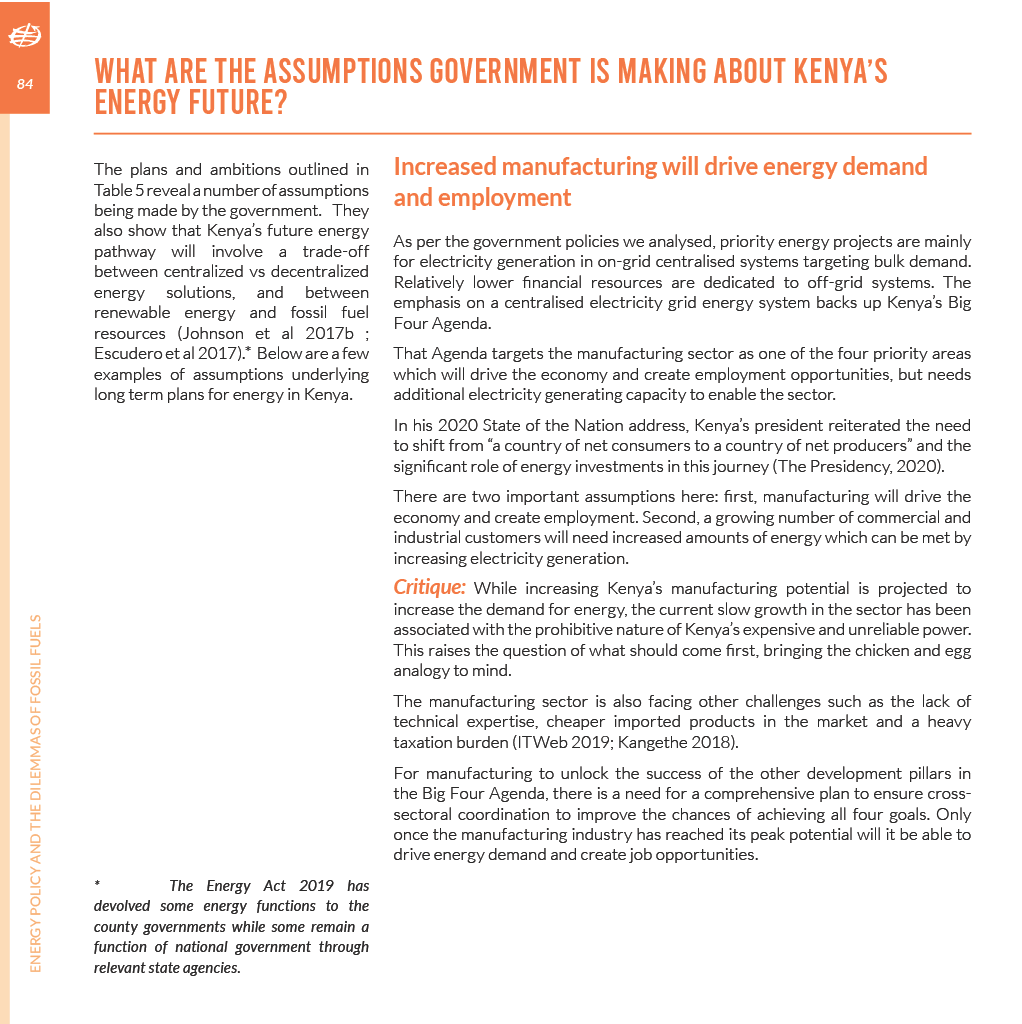 84
WHAT ARE THE ASSUMPTIONS GOVERNMENT IS MAKING ABOUT KENYA'S
ENERGY FUTURE?
The plans and ambitions outlined in
Table 5 reveal a number of assumptions
being made by the government. They
also show that Kenya's future energy
pathway will involve a trade-off
between centralized vs decentralized
energy solutions, and between
renewable energy and fossil fuel
resources (Johnson et al 2017b ;
Escudero et al 2017).* Below are a few
examples of assumptions underlying
long term plans for energy in Kenya.
* The Energy Act 2019 has
devolved some energy functions to the
county governments while some remain a
function of national government through
relevant state agencies.
Increased manufacturing will drive energy demand
and employment
As per the government policies we analysed, priority energy projects are mainly
for electricity generation in on-grid centralised systems targeting bulk demand.
Relatively lower financial resources are dedicated to off-grid systems. The
emphasis on a centralised electricity grid energy system backs up Kenya's Big
Four Agenda.
That Agenda targets the manufacturing sector as one of the four priority areas
which will drive the economy and create employment opportunities, but needs
additional electricity generating capacity to enable the sector.
In his 2020 State of the Nation address, Kenya's president reiterated the need
to shift from “a country of net consumers to a country of net producers” and the
significant role of energy investments in this journey (The Presidency, 2020).
There are two important assumptions here: first, manufacturing will drive the
economy and create employment. Second, a growing number of commercial and
industrial customers will need increased amounts of energy which can be met by
increasing electricity generation.
Critique: While increasing Kenya's manufacturing potential is projected to
increase the demand for energy, the current slow growth in the sector has been
associated with the prohibitive nature of Kenya's expensive and unreliable power.
This raises the question of what should come first, bringing the chicken and egg
analogy to mind.
The manufacturing sector is also facing other challenges such as the lack of
technical expertise, cheaper imported products in the market and a heavy
taxation burden (ITWeb 2019; Kangethe 2018).
For manufacturing to unlock the success of the other development pillars in
the Big Four Agenda, there is a need for a comprehensive plan to ensure cross-
sectoral coordination to improve the chances of achieving all four goals. Only
once the manufacturing industry has reached its peak potential will it be able to
drive energy demand and create job opportunities.
ENERGY POLICY AND THE DILEMMAS OF FOSSIL FUELS